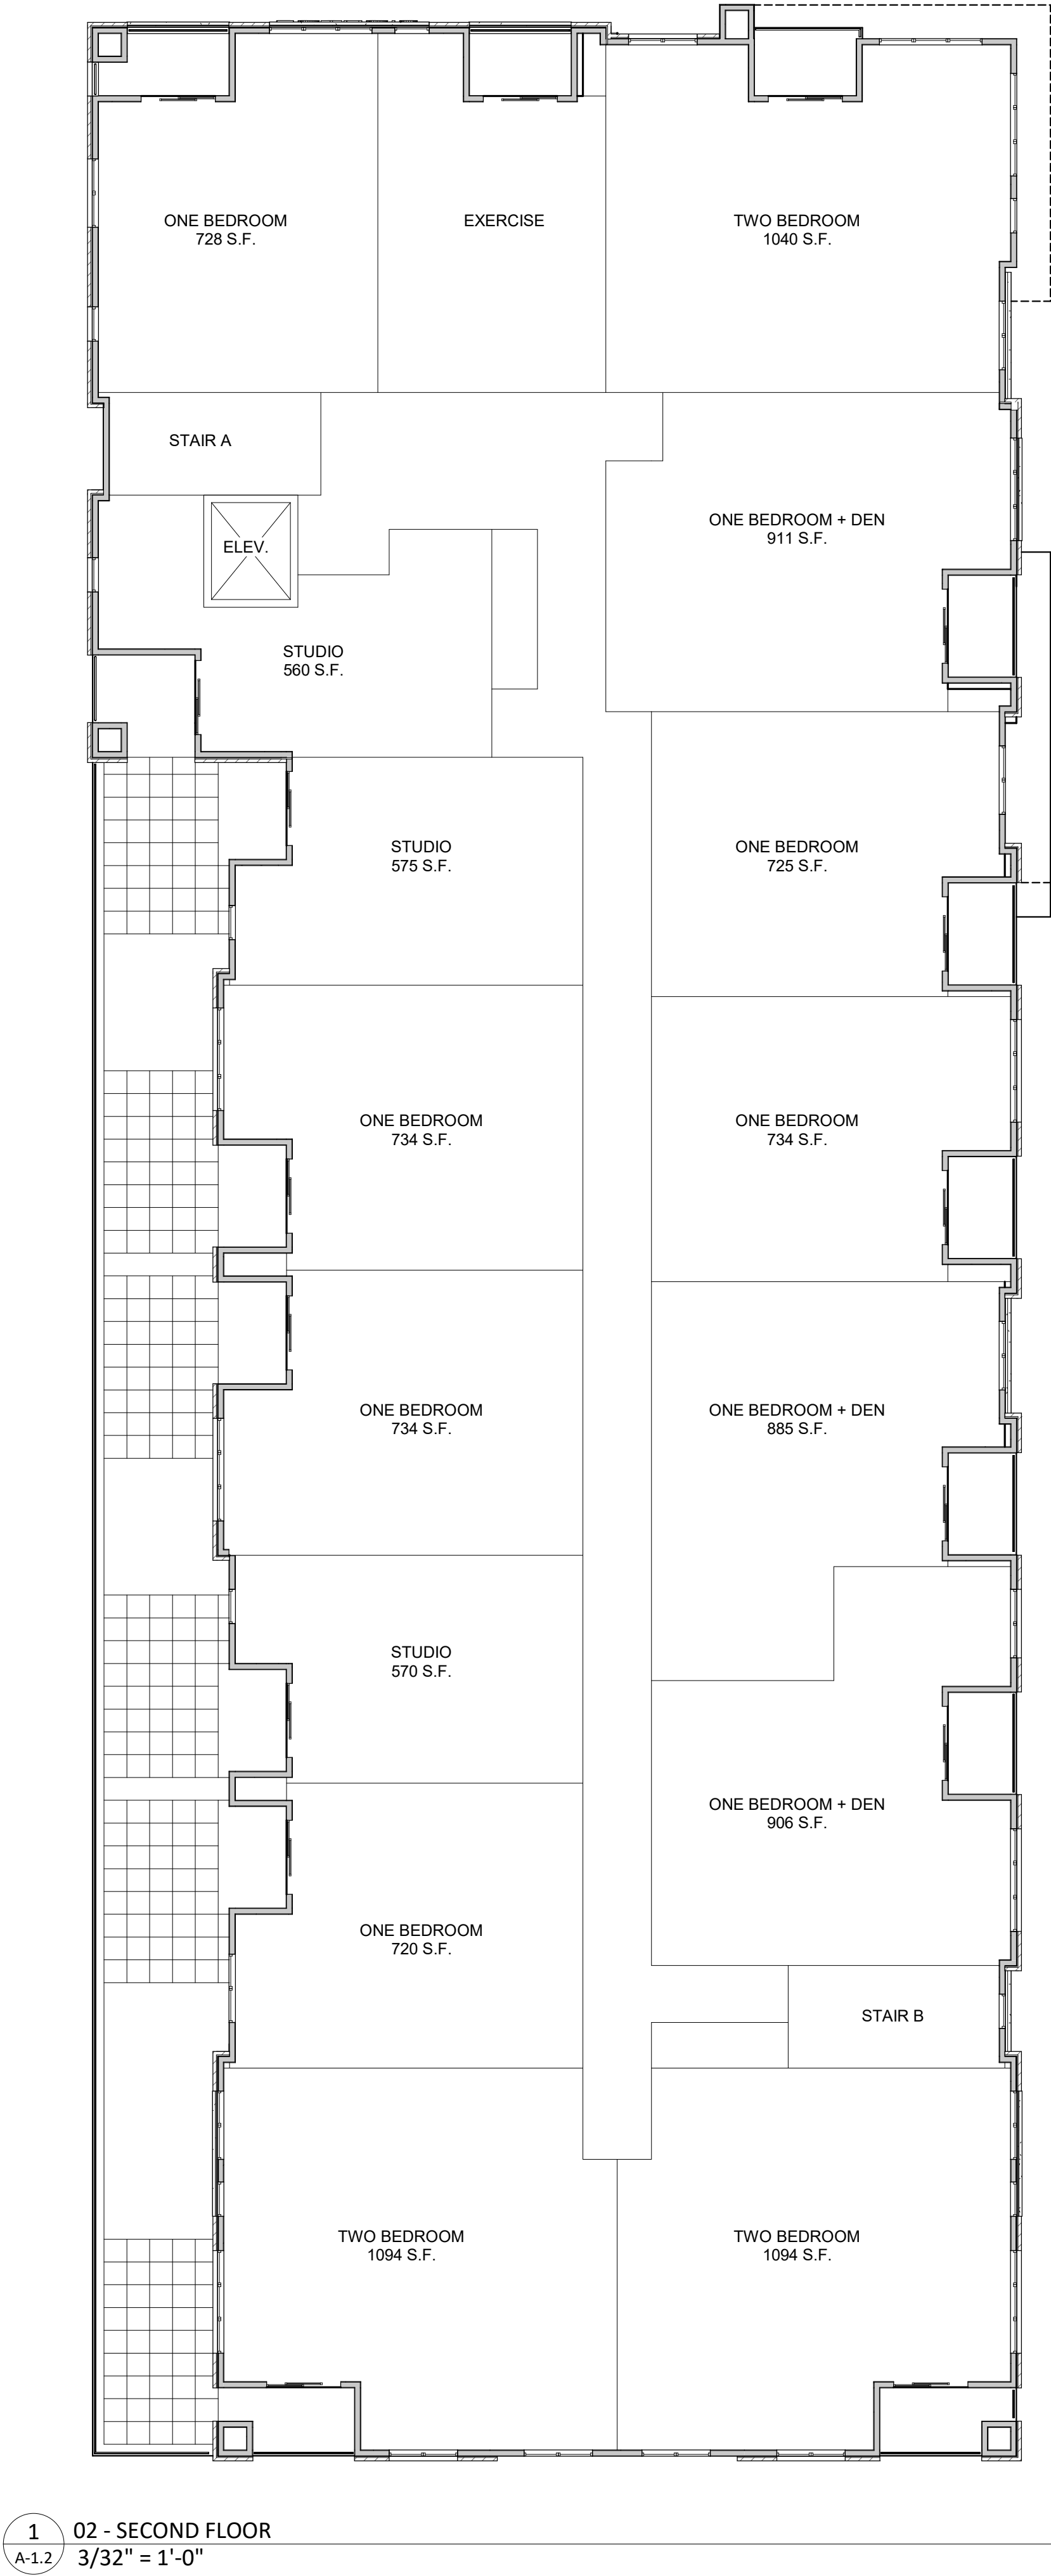 ONE BEDROOM
728 S.F.
EXERCISE
TWO BEDROOM
1040 S.F.
STAIR A
ONE BEDROOM + DEN
911 S.F.
ELEV.
STUDIO
560 S.F.
STUDIO
575 S.F.
ONE BEDROOM
725 S.F.
ONE BEDROOM
734 S.F.
ONE BEDROOM
734 S.F.
ONE BEDROOM
734 S.F.
ONE BEDROOM + DEN
885 S.F.
STUDIO
570 S.F.
ONE BEDROOM + DEN
906 S.F.
ONE BEDROOM
720 S.F.
STAIR B
TWO BEDROOM
1094 S.F.
TWO BEDROOM
1094 S.F.
1
A-1.2
02 - SECOND FLOOR
3/32" = 1'-0"